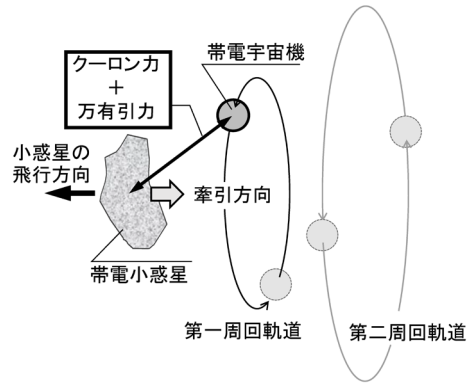 クーロン力
＋
万有引力
帯電宇宙機
小惑星の
飛行方向
牽引方向
帯電小惑星
第一周回軌道
第二周回軌道